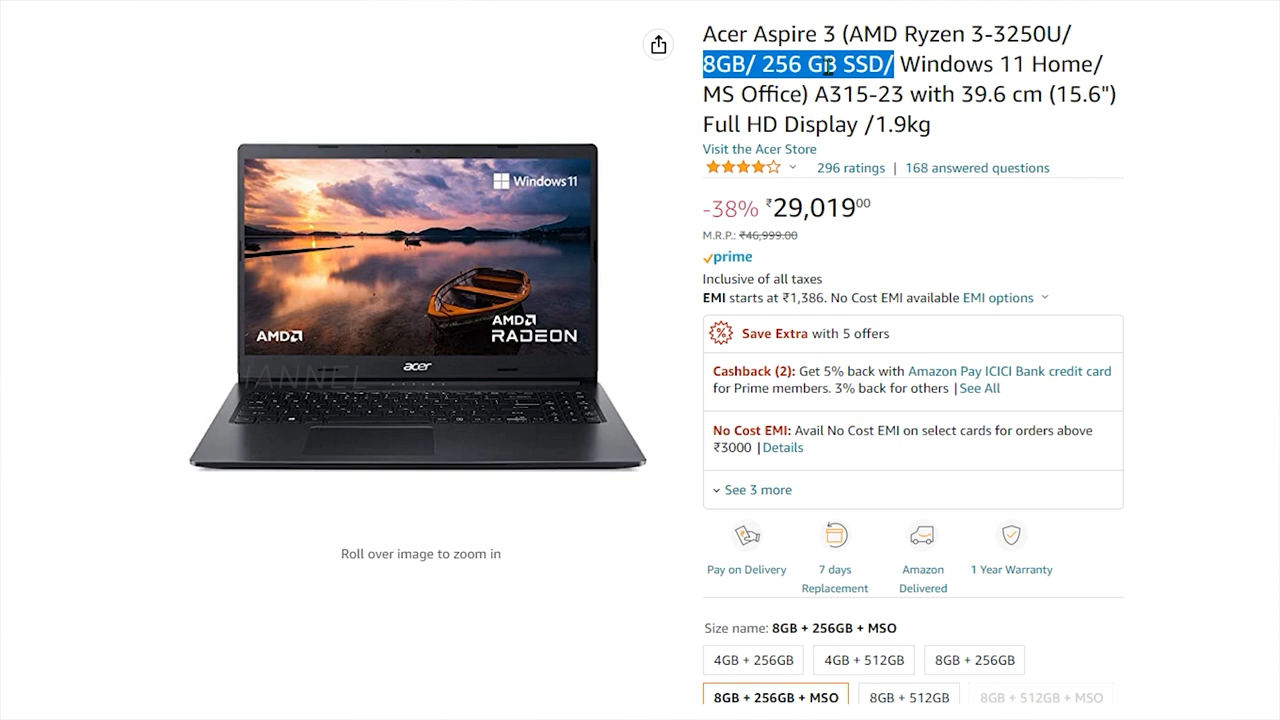 Acer Aspire 3 (AMD Ryzen 3-3250U/
8GB/ 256 GB SSD/ Windows 11 Home/
MS Office) A315-23 with 39.6 cm (15.6")
Full HD Display /1.9kg
Visit the Acer Store
296 ratings | 168 answered questions
-38% ₹29,01900
M.R.P.: ₹46,999.00
prime
Inclusive of all taxes
EMI starts at ₹1,386. No Cost EMI available EMI options
Save Extra with 5 offers
Cashback (2): Get 5% back with Amazon Pay ICICI Bank credit card
for Prime members. 3% back for others | See All
No Cost EMI: Avail No Cost EMI on select cards for orders above
₹3000 | Details
See 3 more
Pay on Delivery
7 days
Replacement
Amazon
Delivered
1 Year Warranty
Size name: 8GB + 256GB + MSO
4GB + 256GB
4GB + 512GB
8GB + 256GB
8GB + 256GB + MSO
8GB + 512GB
8GB + 512GB + MSO
Windows 11
AMD
AMD
RADEON
acer
Roll over image to zoom in